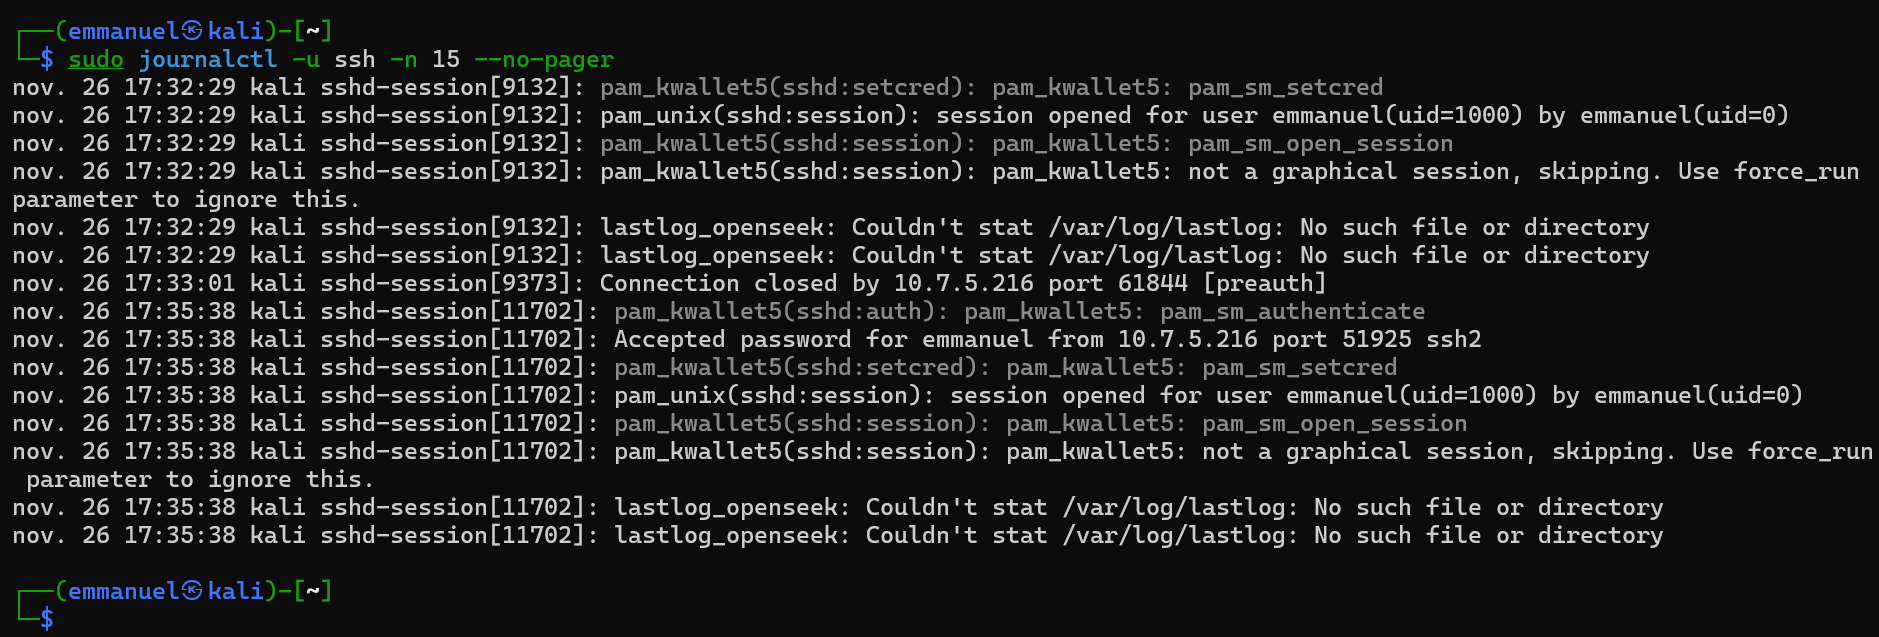 ┌──(emmanuel㉿kali)-[~]
└─$ sudo journalctl -u ssh -n 15 --no-pager
nov. 26 17:32:29 kali sshd-session[9132]: pam_kwallet5(sshd:setcred): pam_kwallet5: pam_sm_setcred
nov. 26 17:32:29 kali sshd-session[9132]: pam_unix(sshd:session): session opened for user emmanuel(uid=1000) by emmanuel(uid=0)
nov. 26 17:32:29 kali sshd-session[9132]: pam_kwallet5(sshd:session): pam_kwallet5: pam_sm_open_session
nov. 26 17:32:29 kali sshd-session[9132]: pam_kwallet5(sshd:session): pam_kwallet5: not a graphical session, skipping. Use force_run
parameter to ignore this.
nov. 26 17:32:29 kali sshd-session[9132]: lastlog_openseek: Couldn't stat /var/log/lastlog: No such file or directory
nov. 26 17:32:29 kali sshd-session[9132]: lastlog_openseek: Couldn't stat /var/log/lastlog: No such file or directory
nov. 26 17:33:01 kali sshd-session[9373]: Connection closed by 10.7.5.216 port 61844 [preauth]
nov. 26 17:35:38 kali sshd-session[11702]: pam_kwallet5(sshd:auth): pam_kwallet5: pam_sm_authenticate
nov. 26 17:35:38 kali sshd-session[11702]: Accepted password for emmanuel from 10.7.5.216 port 51925 ssh2
nov. 26 17:35:38 kali sshd-session[11702]: pam_kwallet5(sshd:setcred): pam_kwallet5: pam_sm_setcred
nov. 26 17:35:38 kali sshd-session[11702]: pam_unix(sshd:session): session opened for user emmanuel(uid=1000) by emmanuel(uid=0)
nov. 26 17:35:38 kali sshd-session[11702]: pam_kwallet5(sshd:session): pam_kwallet5: pam_sm_open_session
nov. 26 17:35:38 kali sshd-session[11702]: pam_kwallet5(sshd:session): pam_kwallet5: not a graphical session, skipping. Use force_run
 parameter to ignore this.
nov. 26 17:35:38 kali sshd-session[11702]: lastlog_openseek: Couldn't stat /var/log/lastlog: No such file or directory
nov. 26 17:35:38 kali sshd-session[11702]: lastlog_openseek: Couldn't stat /var/log/lastlog: No such file or directory
┌──(emmanuel㉿kali)-[~]
└─$